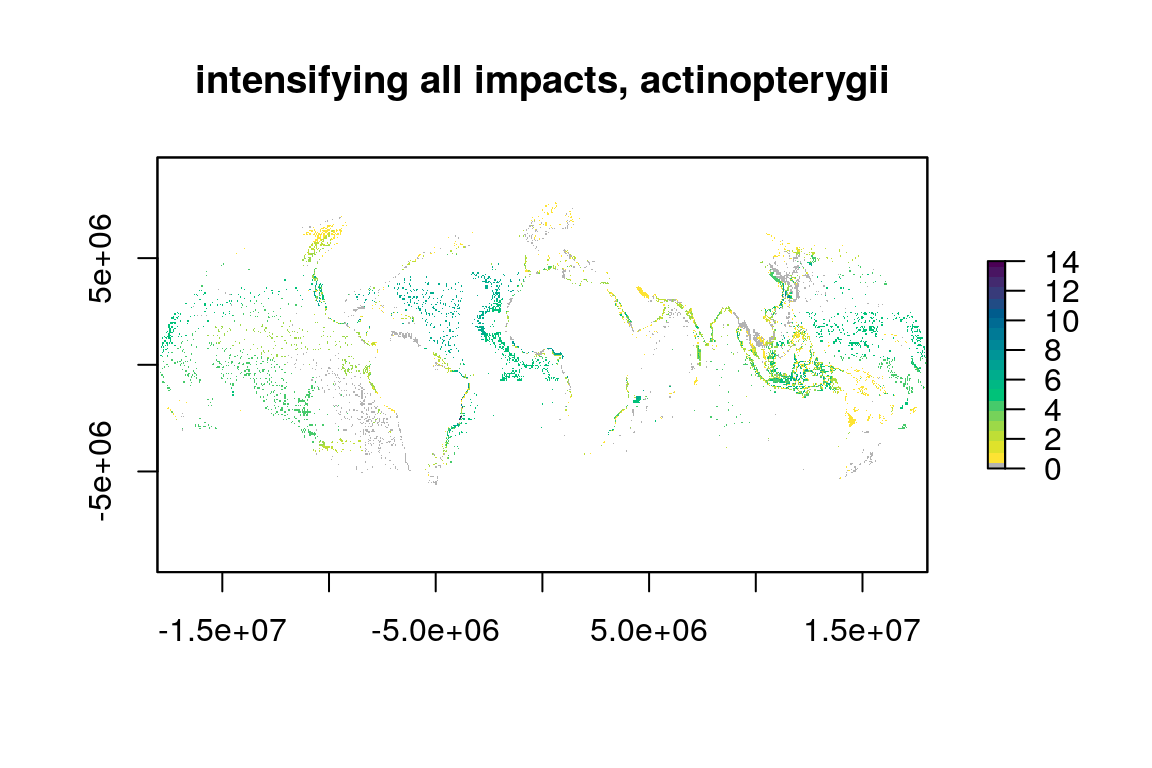 intensifying all impacts, actinopterygii
5e+06
-5e+06
-1.5e+07
-5.0e+06
5.0e+06
1.5e+07
14
12
10
8
6
4
2
0